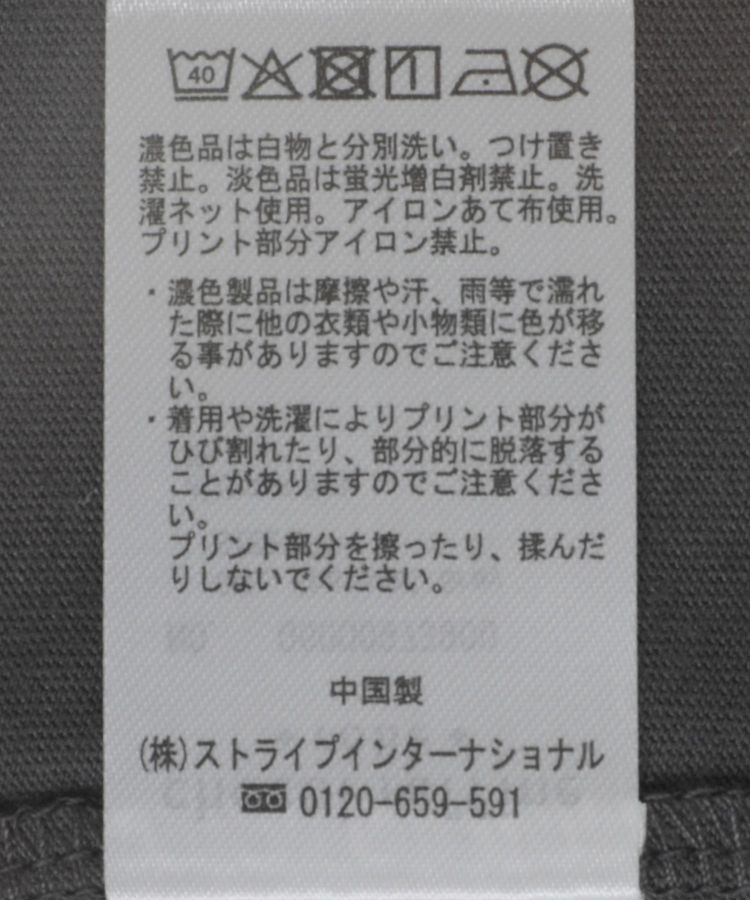 40
濃色品は白物と分別洗い。つけ置き
禁止。淡色品は蛍光増白剤禁止。洗
濯ネット使用。アイロンあて布使用。
プリント部分アイロン禁止。
・濃色製品は摩擦や汗、雨等で濡れ
た際に他の衣類や小物類に色が移
る事がありますのでご注意くださ
い。
・着用や洗濯によりプリント部分が
ひび割れたり、部分的に脱落する
ことがありますのでご注意くださ
い。
プリント部分を擦ったり、揉んだ
りしないでください。
中国製
(株)ストライプインターナショナル
0120-659-591